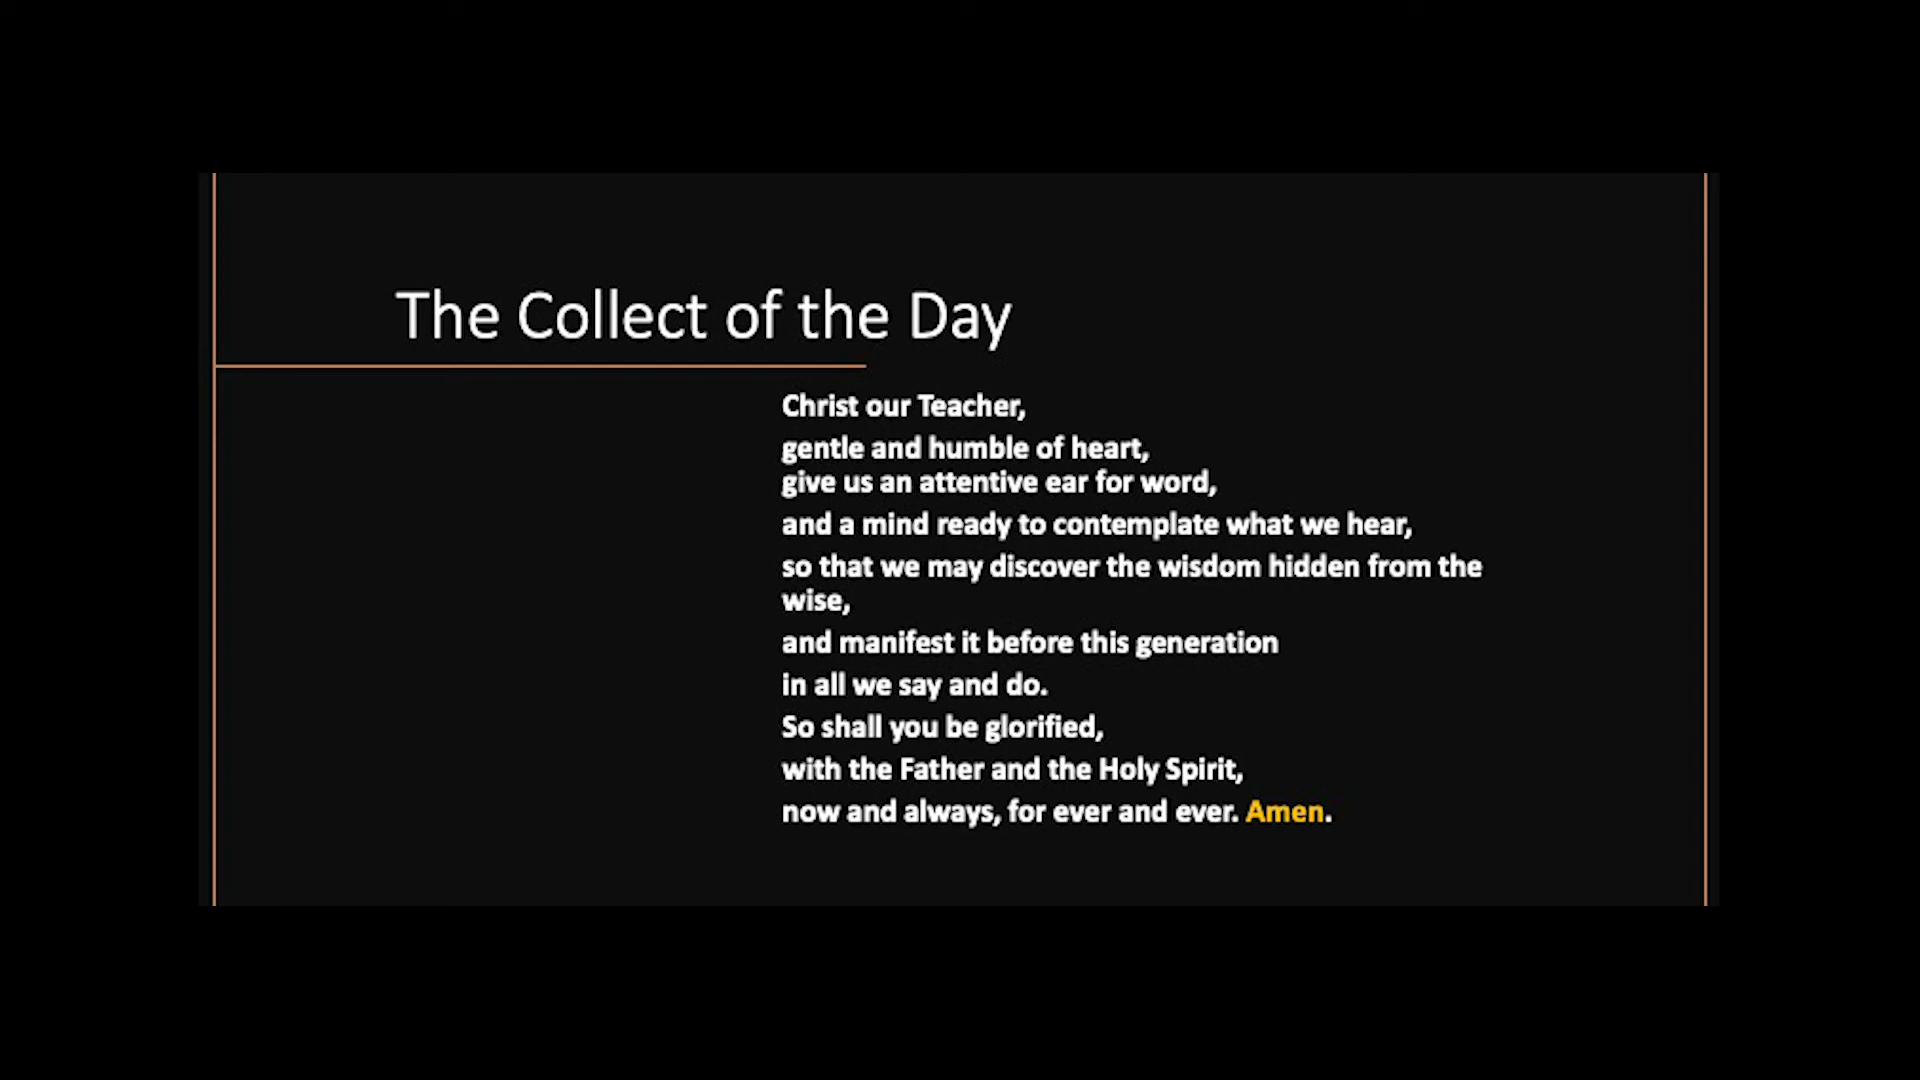 The Collect of the Day
Christ our Teacher,
gentle and humble of heart,
give us an attentive ear for word,
and a mind ready to contemplate what we hear,
so that we may discover the wisdom hidden from the
wise,
and manifest it before this generation
in all we say and do.
So shall you be glorified,
with the Father and the Holy Spirit,
now and always, for ever and ever. Amen.